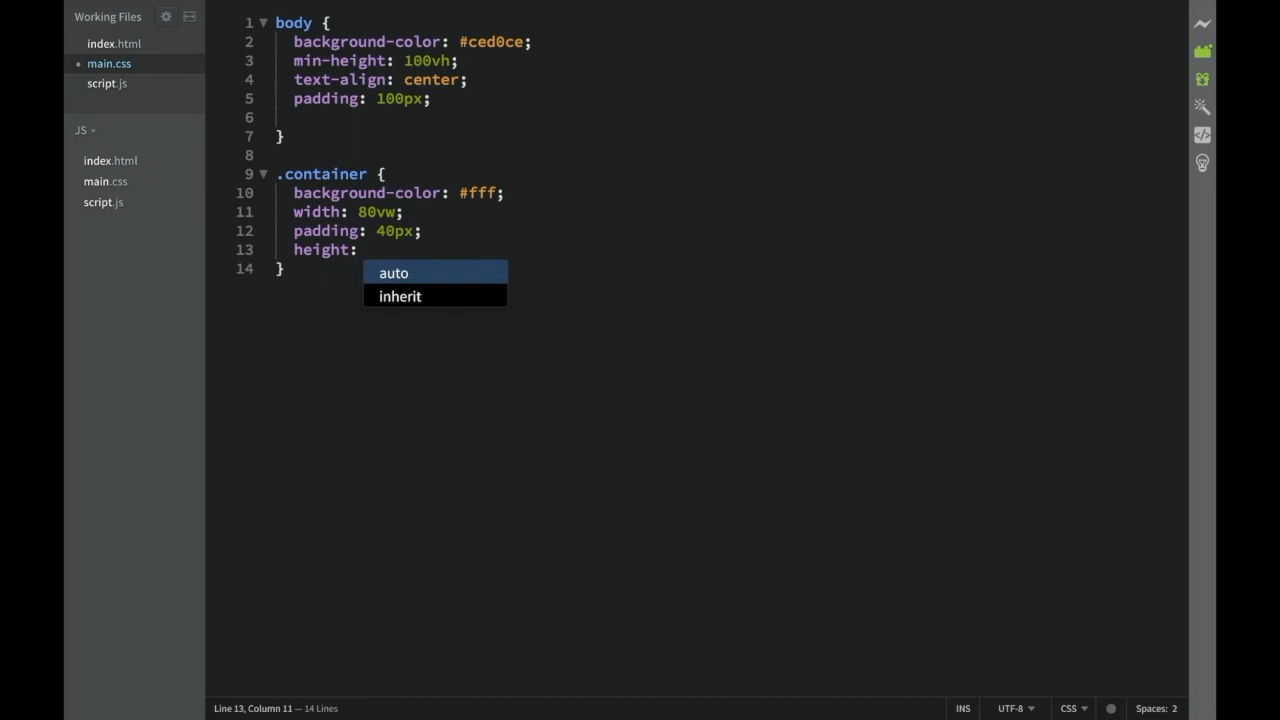 Working Files
index.html
main.css
script.js
JS
index.html
main.css
script.js
1 body {
2 background-color: #ced0ce;
3 min-height: 100vh;
4 text-align: center;
5 padding: 100px;
6
7 }
8
9 .container {
10 background-color: #fff;
11 width: 80vw;
12 padding: 40px;
13 height:
14 }
auto
inherit
Line 13, Column 11 — 14 Lines
INS
UTF-8
CSS
Spaces: 2